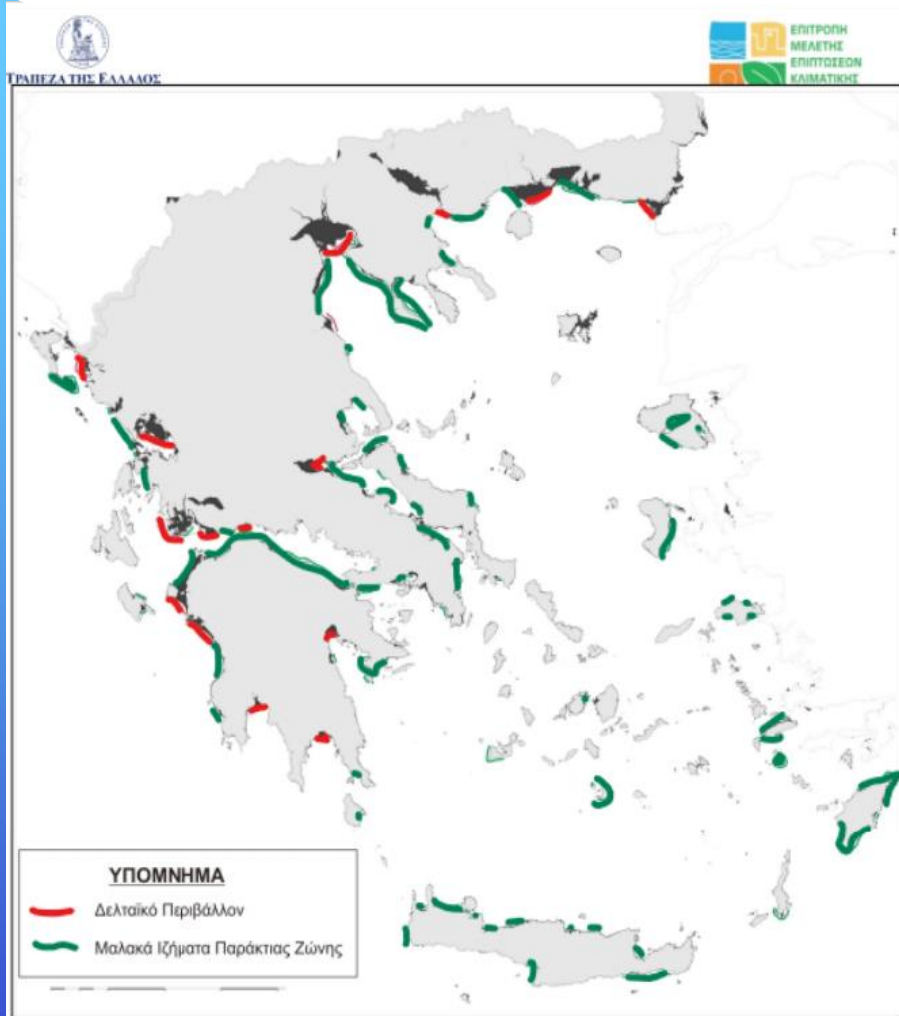 ΤΡΑΠΕΖΑ ΤΗΣ ΕΛΛΑΔΟΣ
ΕΠΙΤΡΟΠΗ
ΜΕΛΕΤΗΣ
ΕΠΙΠΤΩΣΕΩΝ
ΚΛΙΜΑΤΙΚΗΣ
ΥΠΟΜΝΗΜΑ
Δελταϊκό Περιβάλλον
Μαλακά Ιζήματα Παράκτιας Ζώνης